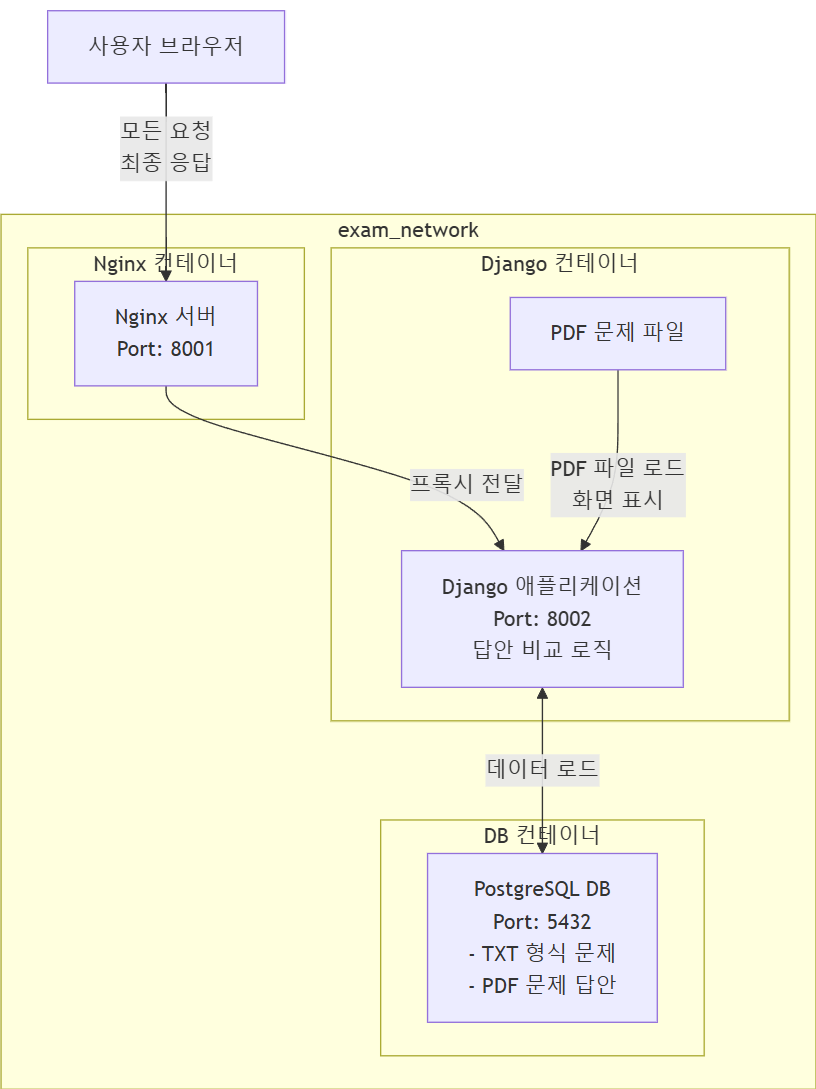 사용자 브라우저
모든 요청
최종 응답
exam_network
Nginx 컨테이너
Nginx 서버
Port: 8001
Django 컨테이너
PDF 문제 파일
프록시 전달
PDF 파일 로드
화면 표시
Django 애플리케이션
Port: 8002
답안 비교 로직
데이터 로드
DB 컨테이너
PostgreSQL DB
Port: 5432
- TXT 형식 문제
- PDF 문제 답안